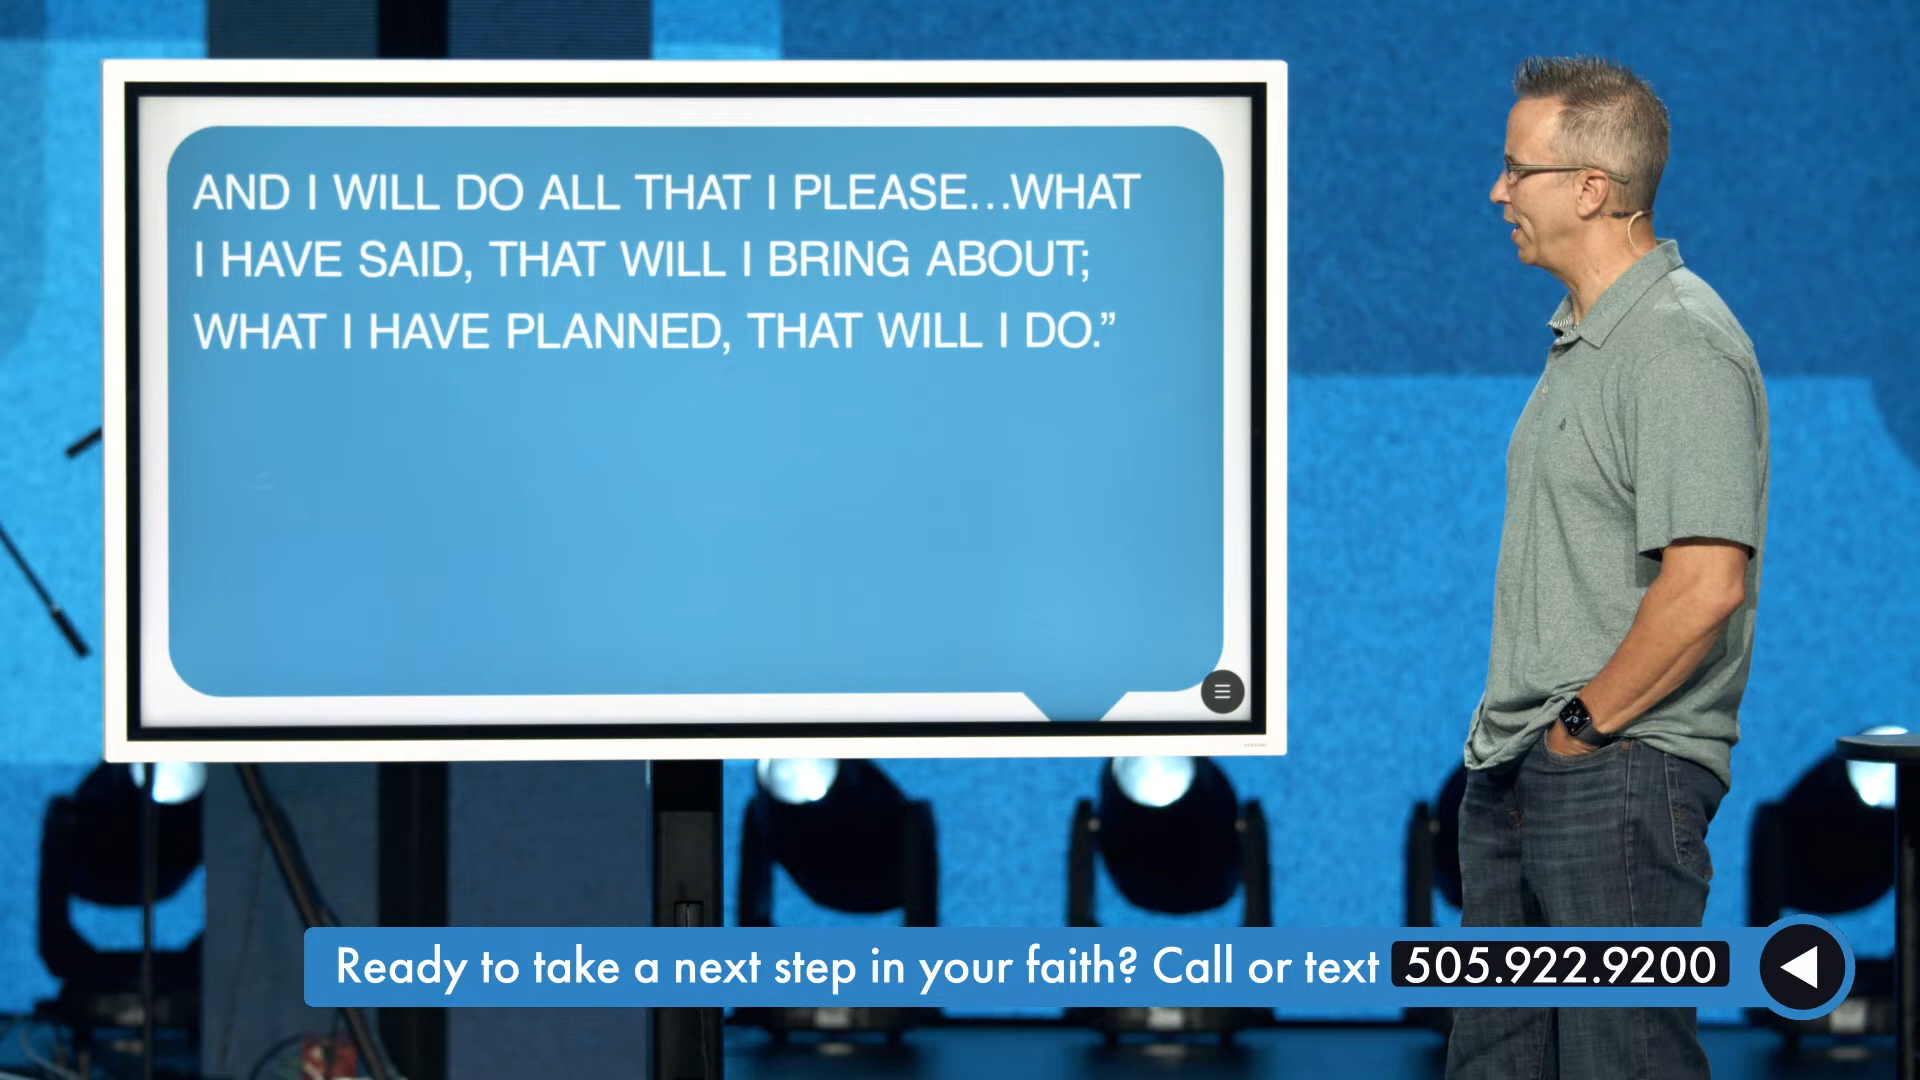 AND I WILL DO ALL THAT I PLEASE…WHAT
I HAVE SAID, THAT WILL I BRING ABOUT;
WHAT I HAVE PLANNED, THAT WILL I DO.”
Ready to take a next step in your faith? Call or text 505.922.9200